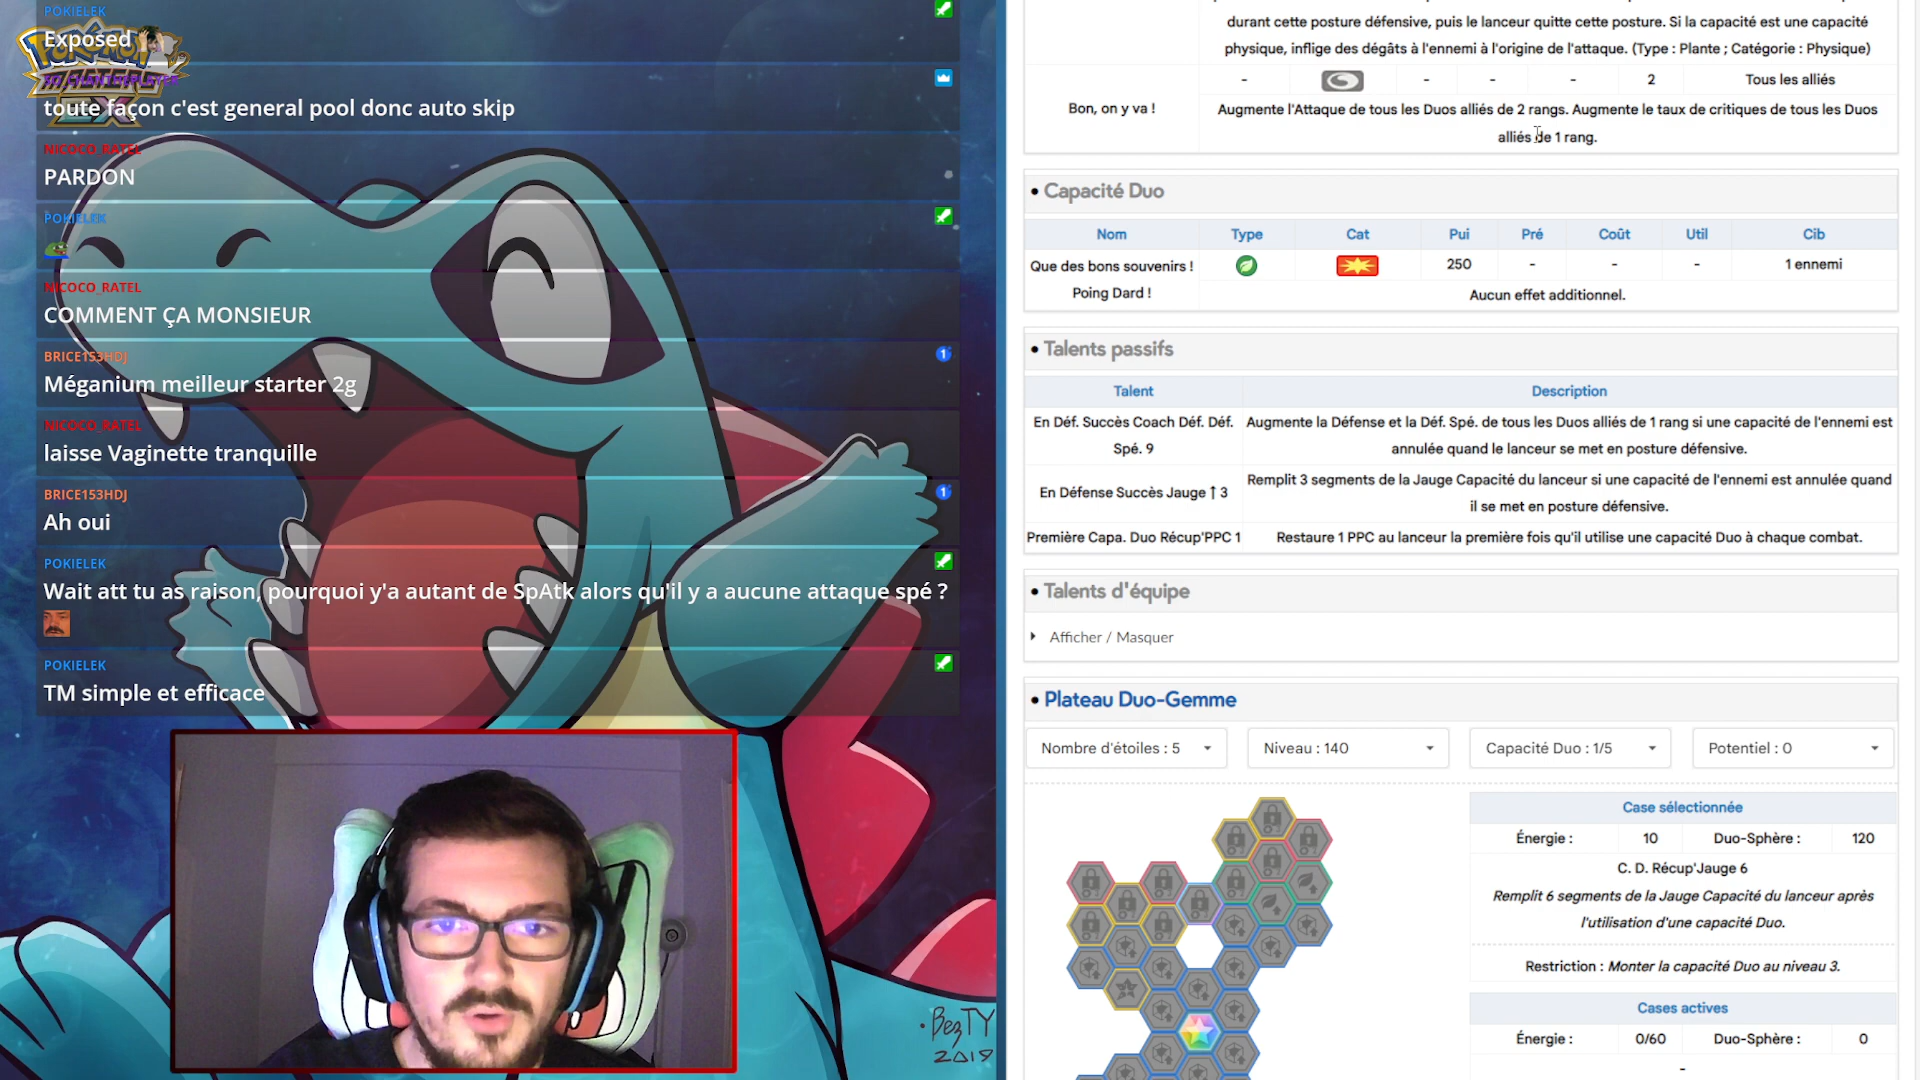 POKIELEK
Exposed
toute façon c'est general pool donc auto skip
NICOCO_RATEL
PARDON
POKIELEK
NICOCO_RATEL
COMMENT ÇA MONSIEUR
BRICE153HDJ
Méganium meilleur starter 2g
NICOCO_RATEL
laisse Vaginette tranquille
BRICE153HDJ
Ah oui
POKIELEK
Wait att tu as raison, pourquoi y'a autant de SpAtk alors qu'il y a aucune attaque spé ?
POKIELEK
TM simple et efficace
BezTY
2019
durant cette posture défensive, puis le lanceur quitte cette posture. Si la capacité est une capacité
physique, inflige des dégâts à l'ennemi à l'origine de l'attaque. (Type : Plante ; Catégorie : Physique)
- - - - 2 Tous les alliés
Bon, on y va !
Augmente l'Attaque de tous les Duos alliés de 2 rangs. Augmente le taux de critiques de tous les Duos
alliés de 1 rang.
• Capacité Duo
Nom Type Cat Pui Pré Coût Util Cib
Que des bons souvenirs !
Poing Dard !
250 - - - 1 ennemi
Aucun effet additionnel.
• Talents passifs
Talent Description
En Déf. Succès Coach Déf. Déf.
Spé. 9
Augmente la Défense et la Déf. Spé. de tous les Duos alliés de 1 rang si une capacité de l'ennemi est
annulée quand le lanceur se met en posture défensive.
En Défense Succès Jauge ↑ 3
Remplit 3 segments de la Jauge Capacité du lanceur si une capacité de l'ennemi est annulée quand
il se met en posture défensive.
Première Capa. Duo Récup'PPC 1
Restaure 1 PPC au lanceur la première fois qu'il utilise une capacité Duo à chaque combat.
• Talents d'équipe
Afficher / Masquer
• Plateau Duo-Gemme
Nombre d'étoiles : 5
Niveau : 140
Capacité Duo : 1/5
Potentiel : 0
Case sélectionnée
Énergie : 10 Duo-Sphère : 120
C. D. Récup'Jauge 6
Remplit 6 segments de la Jauge Capacité du lanceur après
l'utilisation d'une capacité Duo.
Restriction : Monter la capacité Duo au niveau 3.
Cases actives
Énergie : 0/60 Duo-Sphère : 0
-